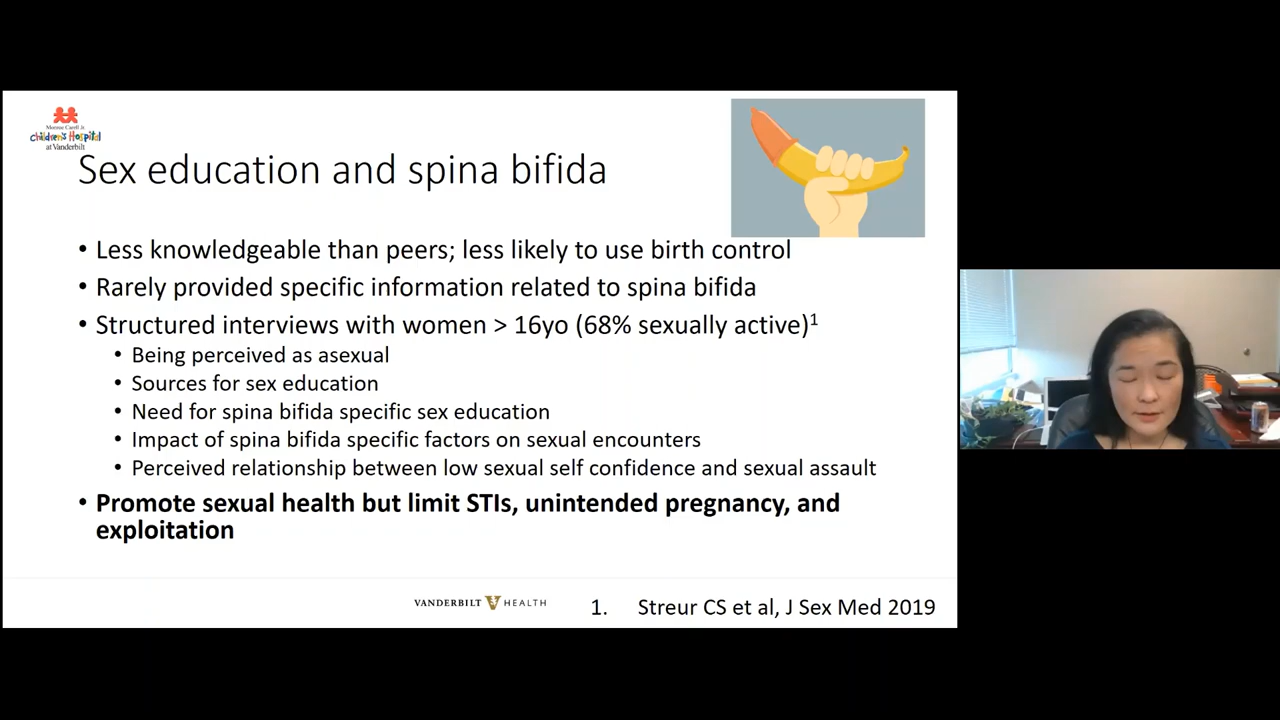 Monroe Carell Jr.
Children's Hospital
at Vanderbilt
Sex education and spina bifida
• Less knowledgeable than peers; less likely to use birth control
• Rarely provided specific information related to spina bifida
• Structured interviews with women > 16yo (68% sexually active)1
• Being perceived as asexual
• Sources for sex education
• Need for spina bifida specific sex education
• Impact of spina bifida specific factors on sexual encounters
• Perceived relationship between low sexual self confidence and sexual assault
• Promote sexual health but limit STIs, unintended pregnancy, and
exploitation
VANDERBILT V HEALTH
1. Streur CS et al, J Sex Med 2019